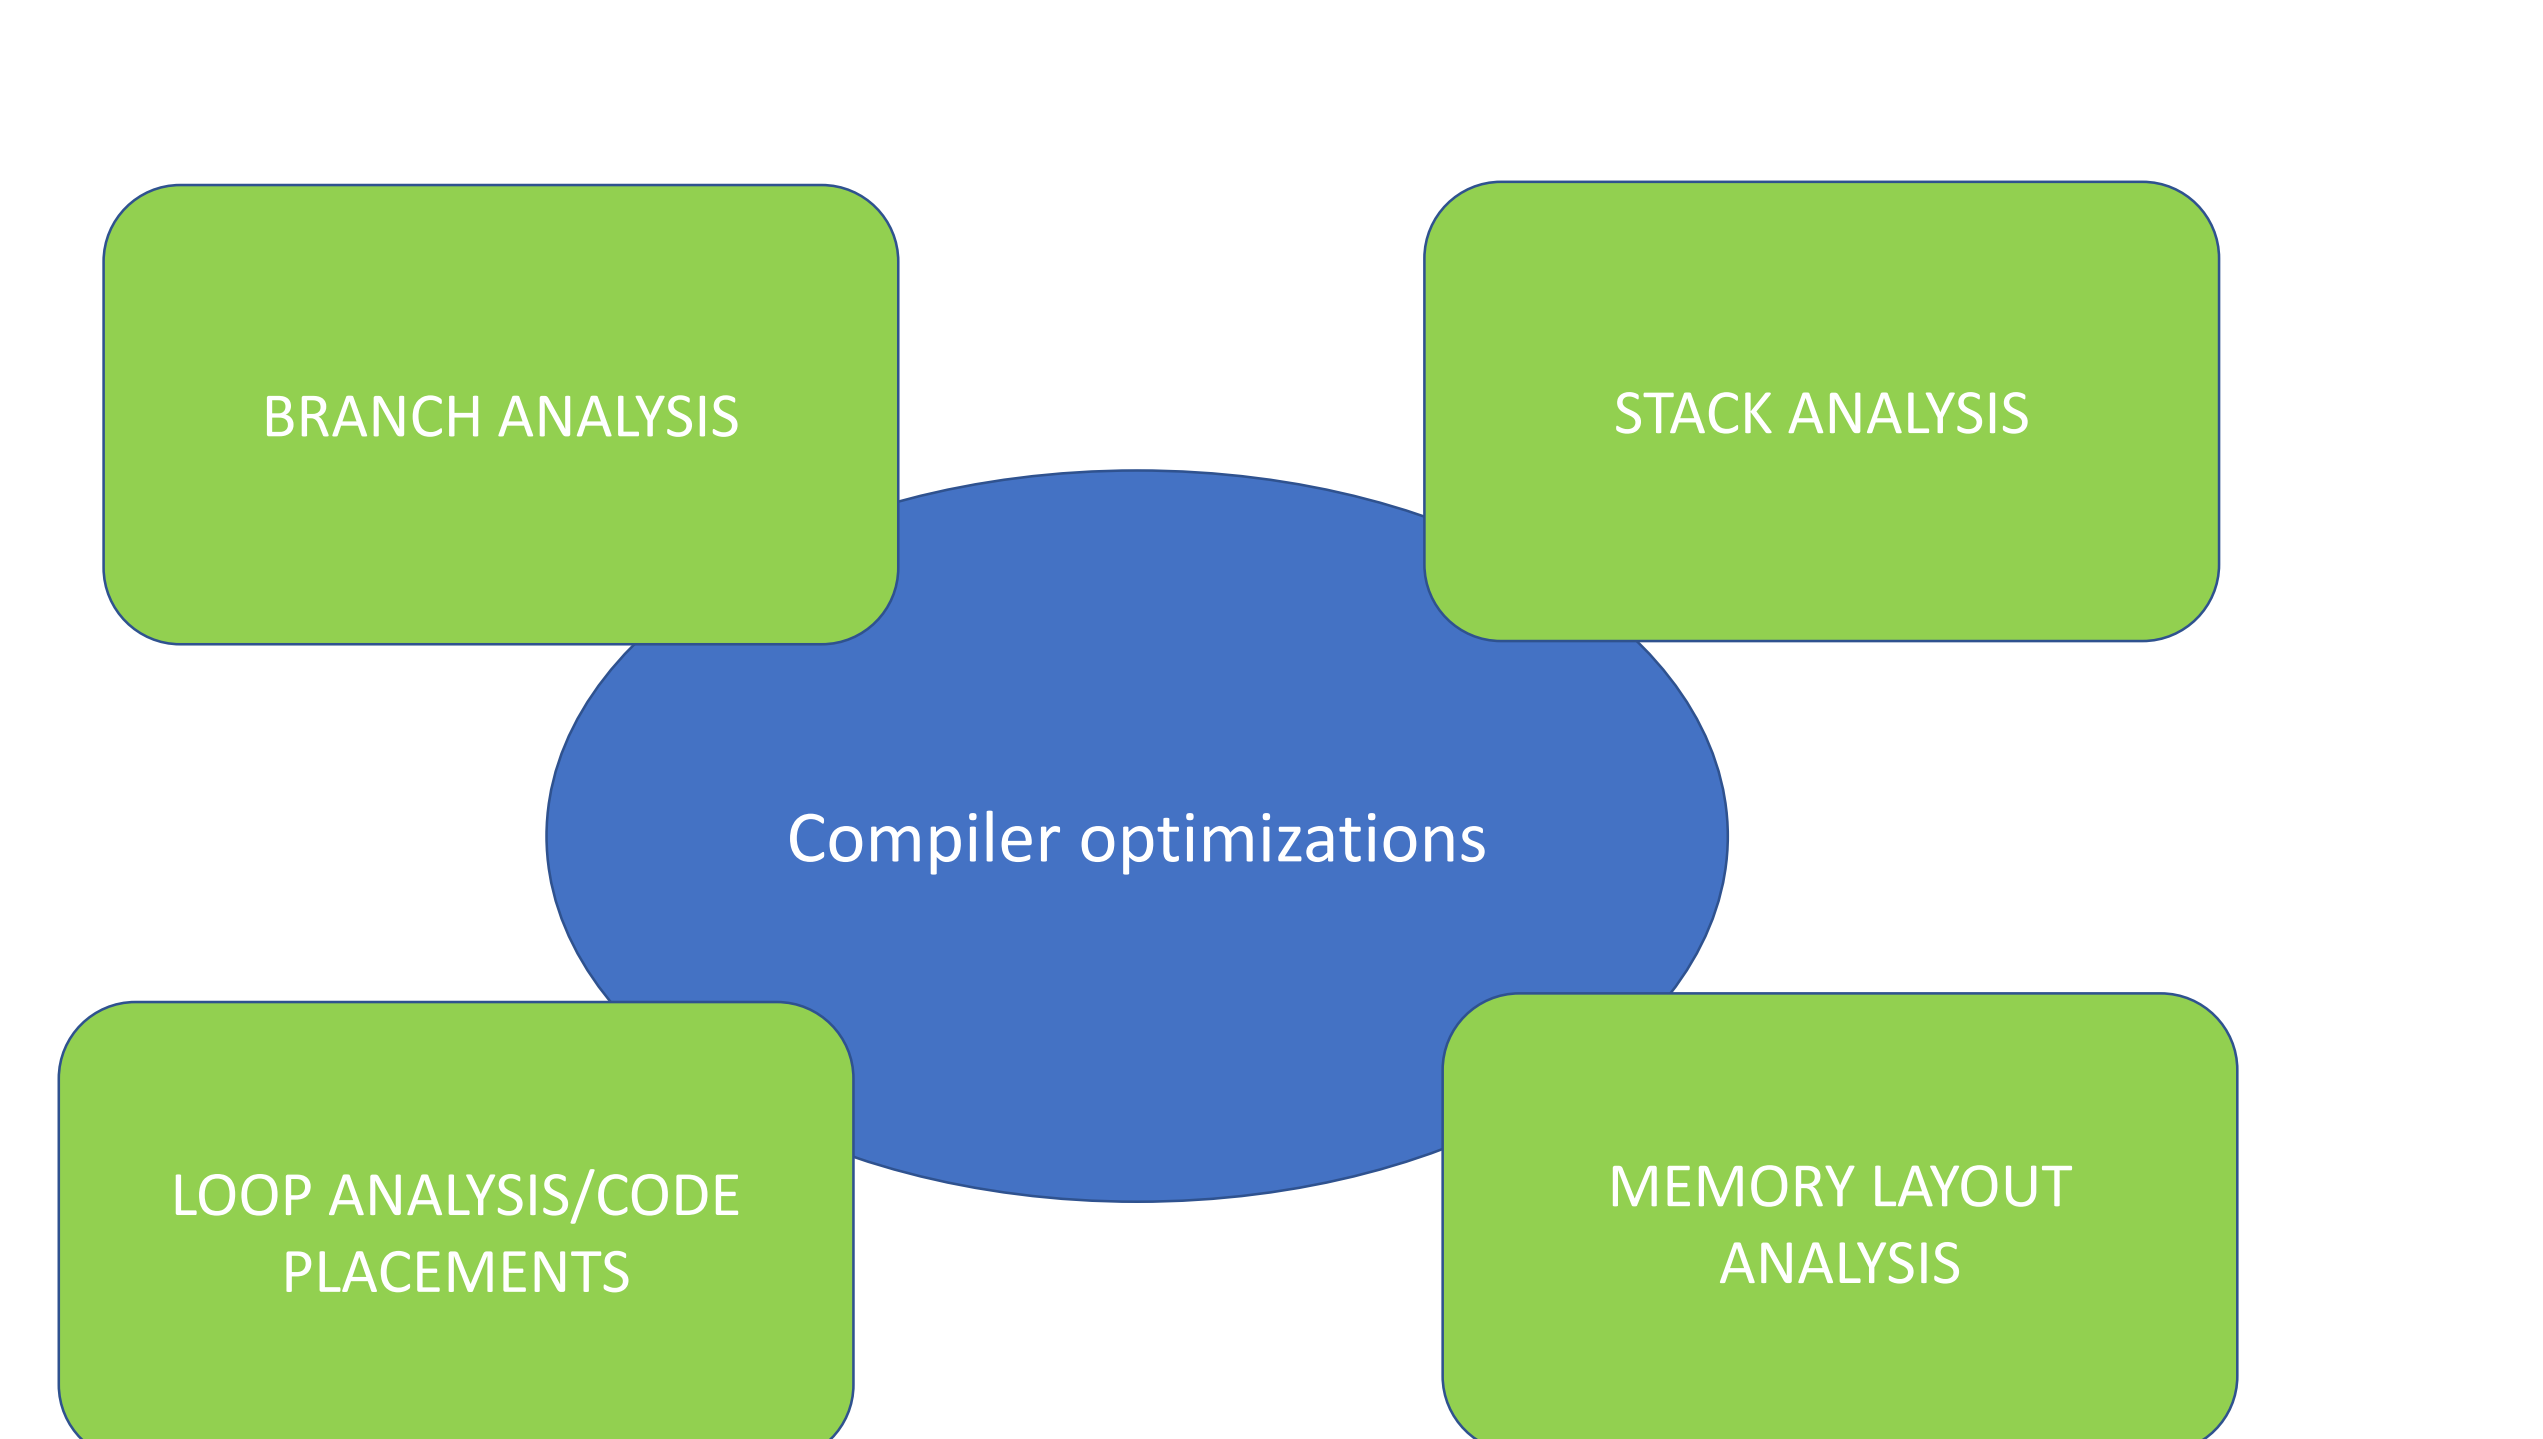 BRANCH ANALYSIS
STACK ANALYSIS
Compiler optimizations
LOOP ANALYSIS/CODE
PLACEMENTS
MEMORY LAYOUT
ANALYSIS